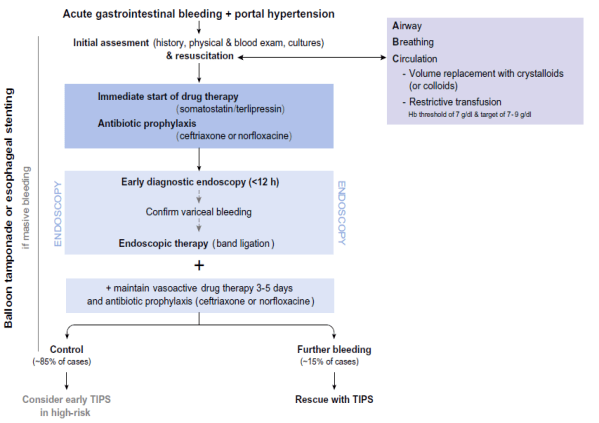 Acute gastrointestinal bleeding + portal hypertension
Initial assesment (history, physical & blood exam, cultures)
& resuscitation
Airway
Breathing
Circulation
- Volume replacement with crystalloids
(or colloids)
- Restrictive transfusion
Hb threshold of 7 g/dl & target of 7-9 g/dl
Immediate start of drug therapy
(somatostatin/terlipressin)
Antibiotic prophylaxis
(ceftriaxone or norfloxacine)
Balloon tamponade or esophageal stenting
if masive bleeding
ENDOSCOPY
Early diagnostic endoscopy (<12 h)
Confirm variceal bleeding
Endoscopic therapy (band ligation)
ENDOSCOPY
+
+ maintain vasoactive drug therapy 3-5 days
and antibiotic prophylaxis (ceftriaxone or norfloxacine)
Control
(~85% of cases)
Further bleeding
(~15% of cases)
Consider early TIPS
in high-risk
Rescue with TIPS